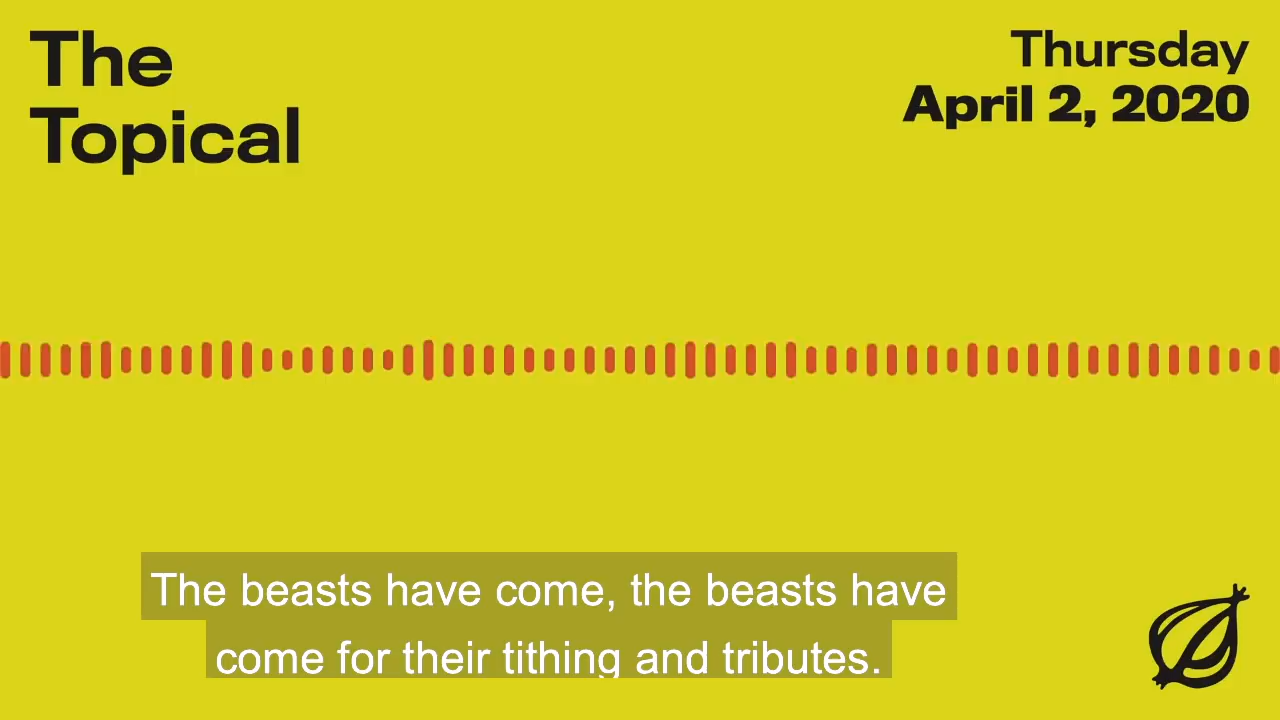 The
Topical
Thursday
April 2, 2020
The beasts have come, the beasts have
come for their tithing and tributes.